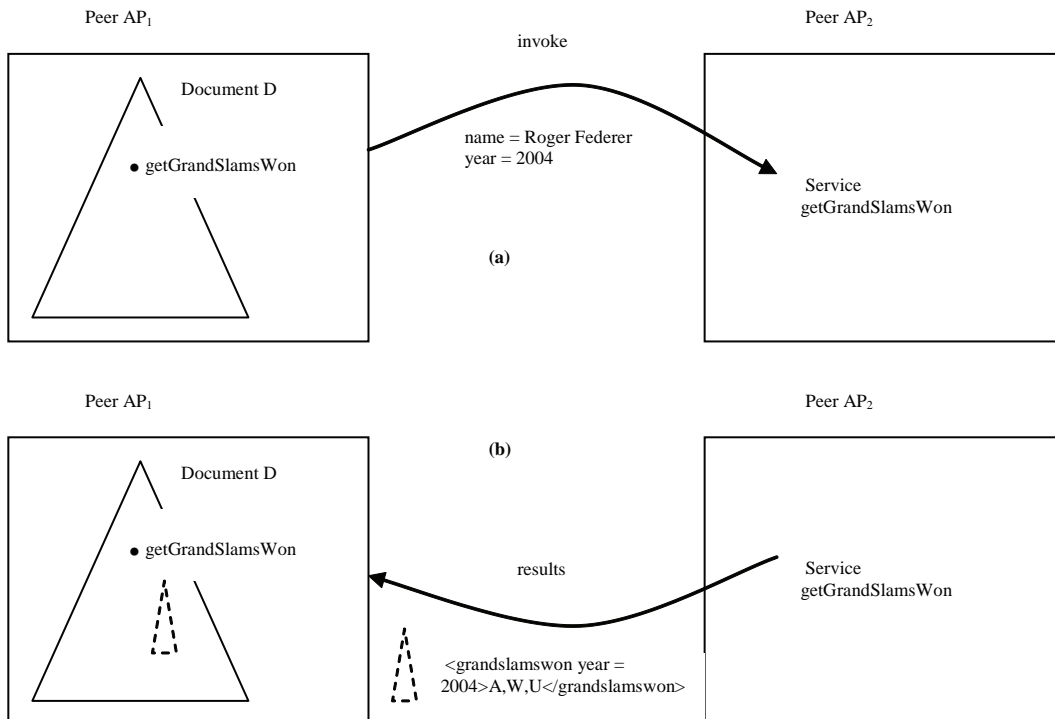 Peer AP₁
Peer AP₂
invoke
Document D
name = Roger Federer
year = 2004
getGrandSlamsWon
Service
getGrandSlamsWon
(a)
Peer AP₁
Peer AP₂
(b)
Document D
getGrandSlamsWon
results
Service
getGrandSlamsWon
<grandslamswon year =
2004>A,W,U</grandslamswon>